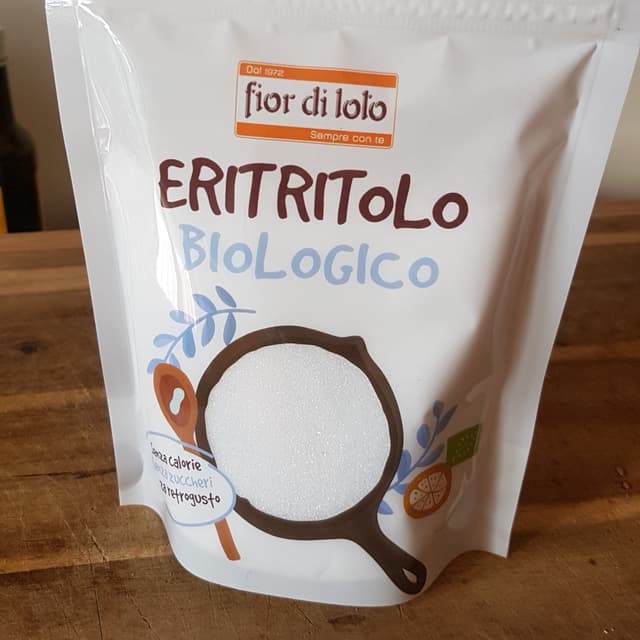 Dal 1972
fior di loto
Sempre con te
ERITRITOLO
BIOLOGICO
senza calorie
senza zuccheri
retrogusto